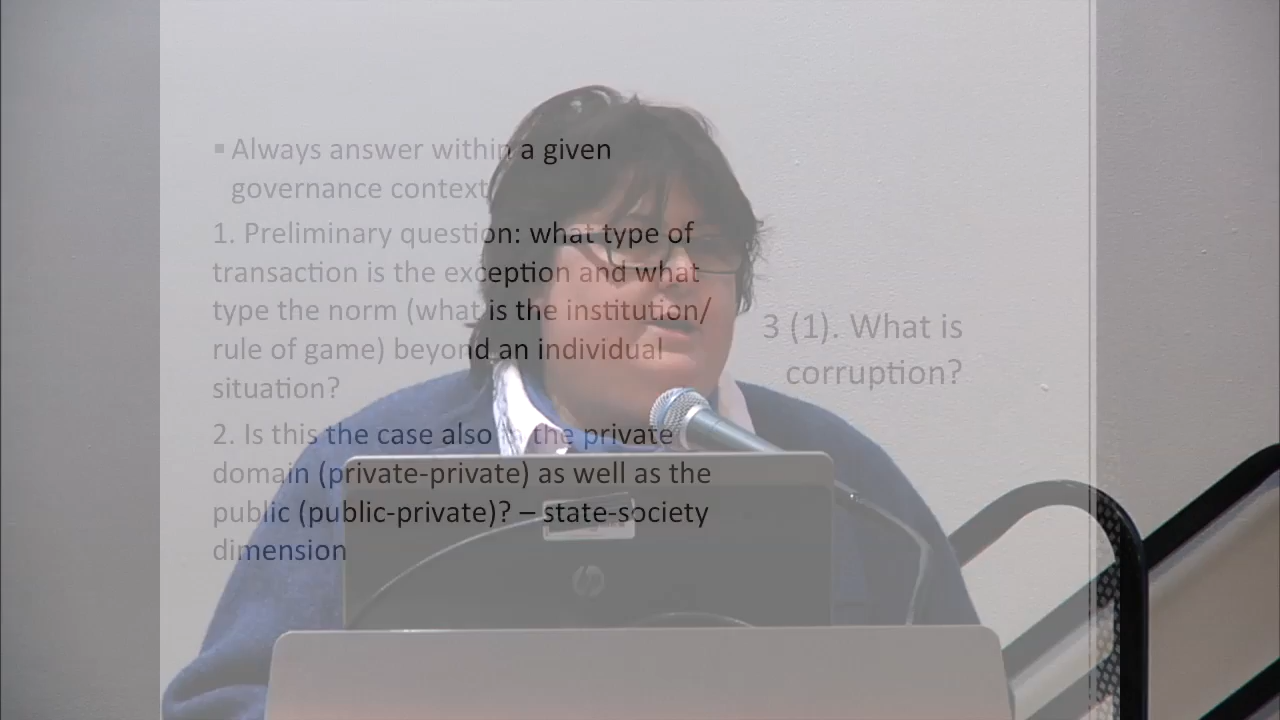 ▪ Always answer within a given
governance context
1. Preliminary question: what type of
transaction is the exception and what
type the norm (what is the institution/
rule of game) beyond an individual
situation?
2. Is this the case also in the private
domain (private-private) as well as the
public (public-private)? – state-society
dimension
3 (1). What is
corruption?
hp